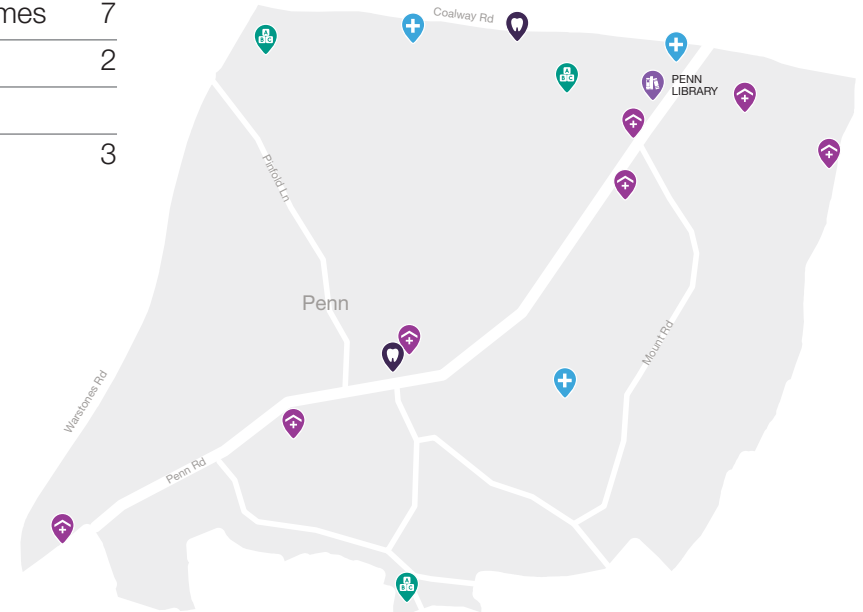 mes 7
2
3
Coalway Rd
PENN
LIBRARY
Pinfold Ln
Penn
Mount Rd
Warstones Rd
Penn Rd
A
B C
A
B C
A
B C